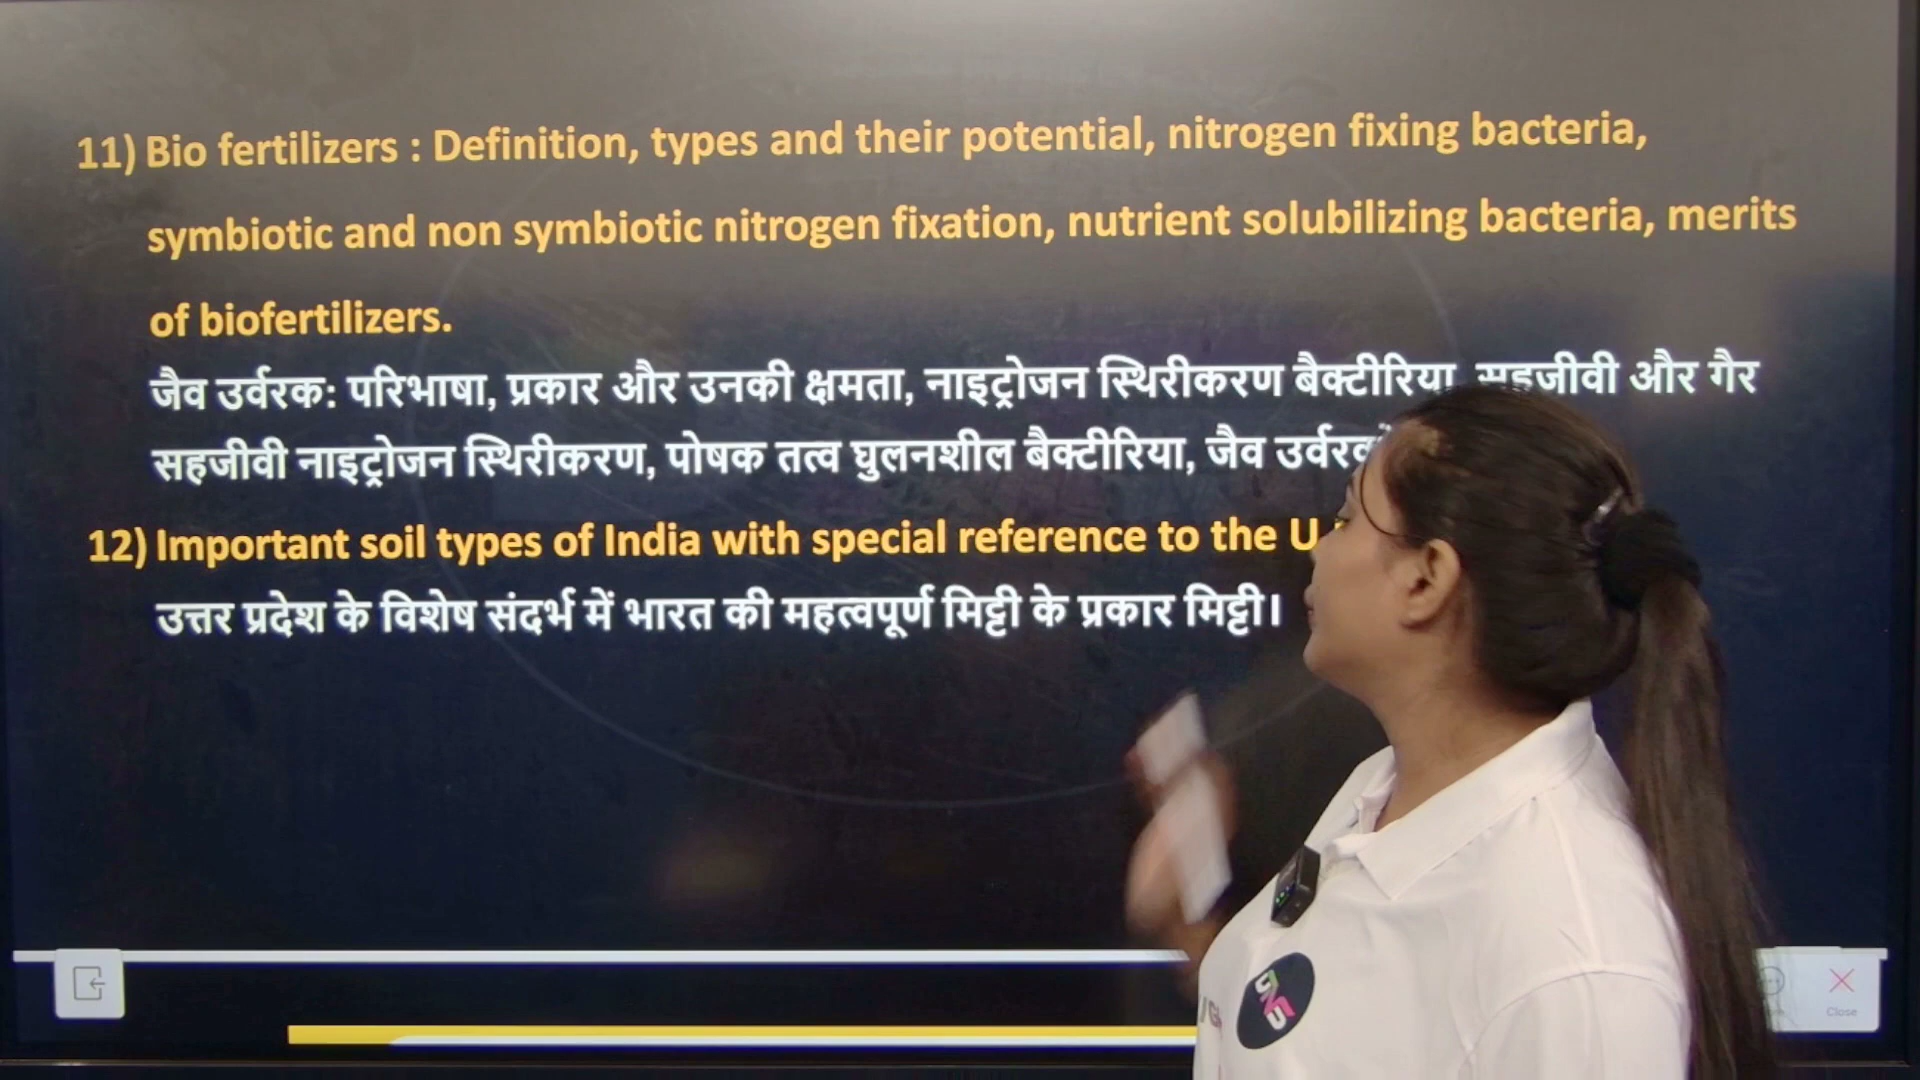 11) Bio fertilizers : Definition, types and their potential, nitrogen fixing bacteria,
symbiotic and non symbiotic nitrogen fixation, nutrient solubilizing bacteria, merits
of biofertilizers.
जैव उर्वरक: परिभाषा, प्रकार और उनकी क्षमता, नाइट्रोजन स्थिरीकरण बैक्टीरिया, सहजीवी और गैर
सहजीवी नाइट्रोजन स्थिरीकरण, पोषक तत्व घुलनशील बैक्टीरिया, जैव
12) Important soil types of India with special reference to the
उत्तर प्रदेश के विशेष संदर्भ में भारत की महत्वपूर्ण मिट्टी के प्रकार मिट्टी।
Close